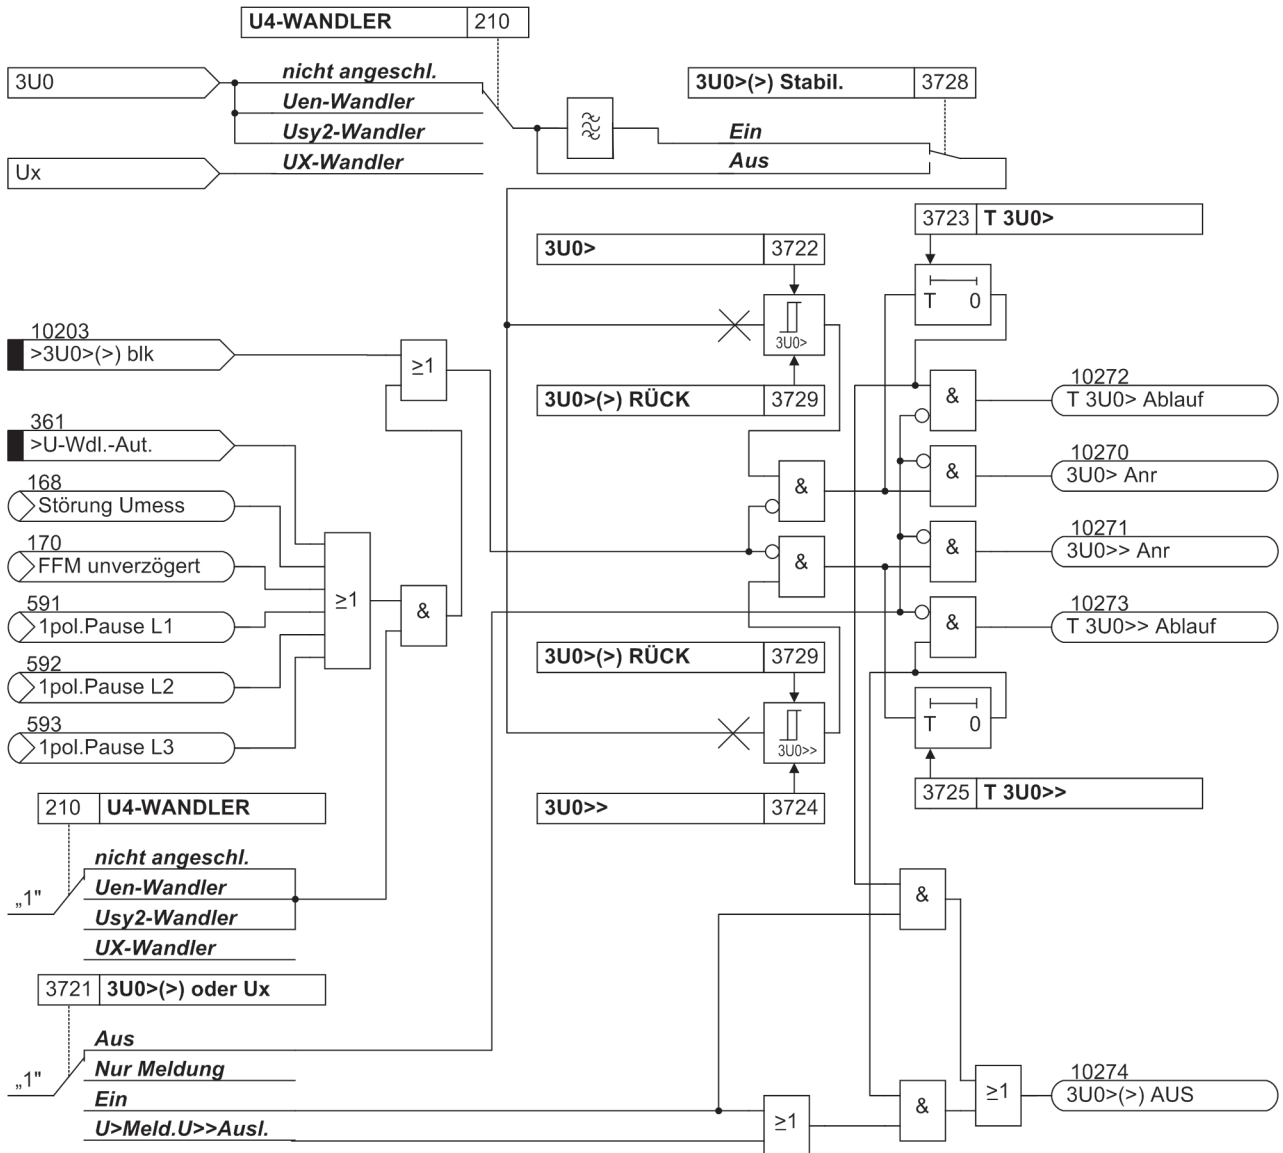 U4-WANDLER 210
3U0
nicht angeschl.
Uen-Wandler
Usy2-Wandler
Ux
UX-Wandler
3U0>(>) Stabil. 3728
Ein
Aus
3723 T 3U0>
3U0> 3722
T 0
3U0>
3U0>(>) RÜCK 3729
10203
>3U0>(>) blk
≥1
361
>U-Wdl.-Aut.
168
Störung Umess
170
FFM unverzögert
591
1pol.Pause L1
592
1pol.Pause L2
593
1pol.Pause L3
≥1
&
&
&
&
10272
T 3U0> Ablauf
&
10270
3U0> Anr
&
10271
3U0>> Anr
&
10273
T 3U0>> Ablauf
3U0>(>) RÜCK 3729
3U0>>
T 0
3U0>> 3724
3725 T 3U0>>
210 U4-WANDLER
nicht angeschl.
„1"
Uen-Wandler
Usy2-Wandler
UX-Wandler
&
3721 3U0>(>) oder Ux
Aus
„1"
Nur Meldung
Ein
U>Meld.U>>Ausl.
≥1
&
≥1
10274
3U0>(>) AUS